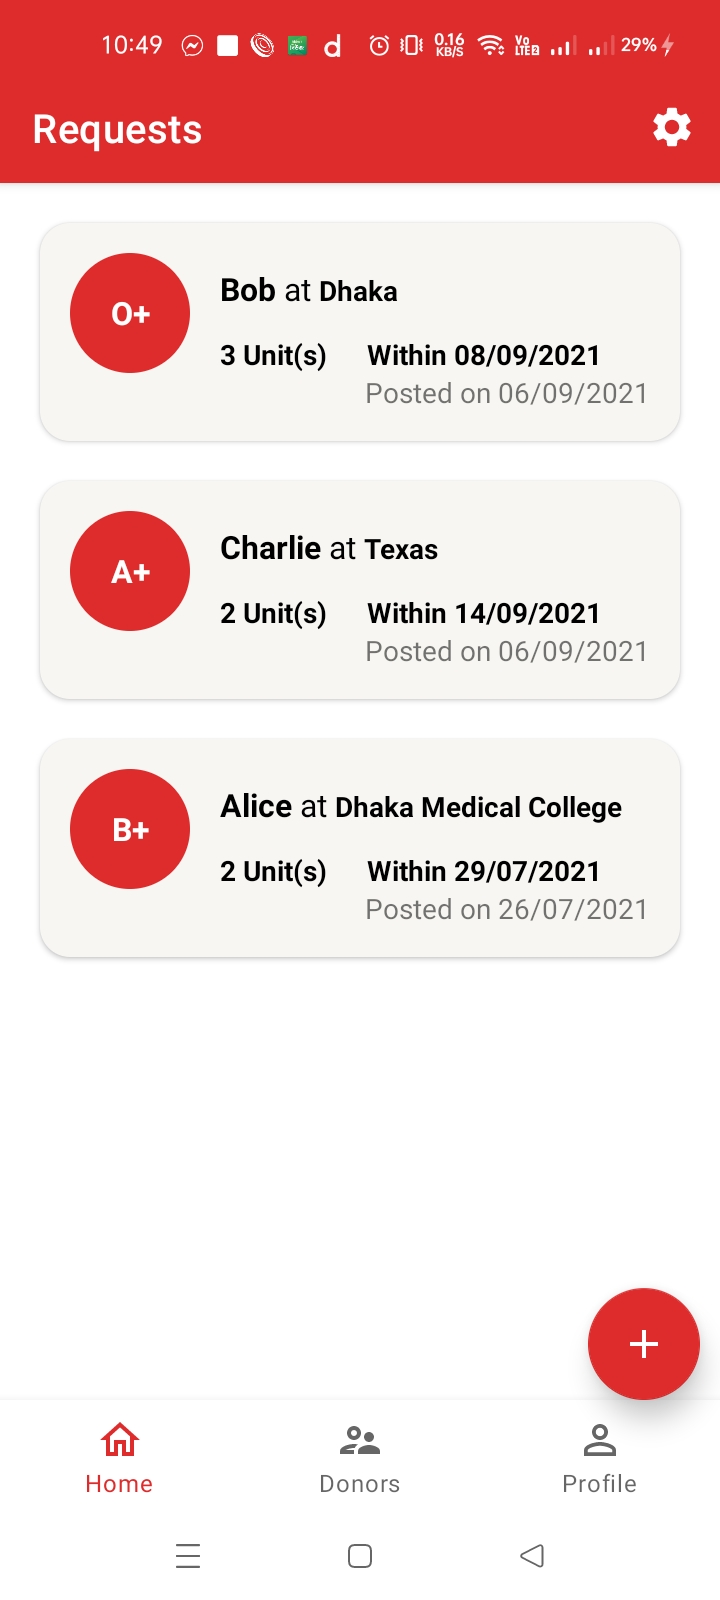 10:49 d 0.16 KB/S Vo LTE2 29%
Requests
O+
Bob at Dhaka
3 Unit(s) Within 08/09/2021
Posted on 06/09/2021
A+
Charlie at Texas
2 Unit(s) Within 14/09/2021
Posted on 06/09/2021
B+
Alice at Dhaka Medical College
2 Unit(s) Within 29/07/2021
Posted on 26/07/2021
+
Home Donors Profile